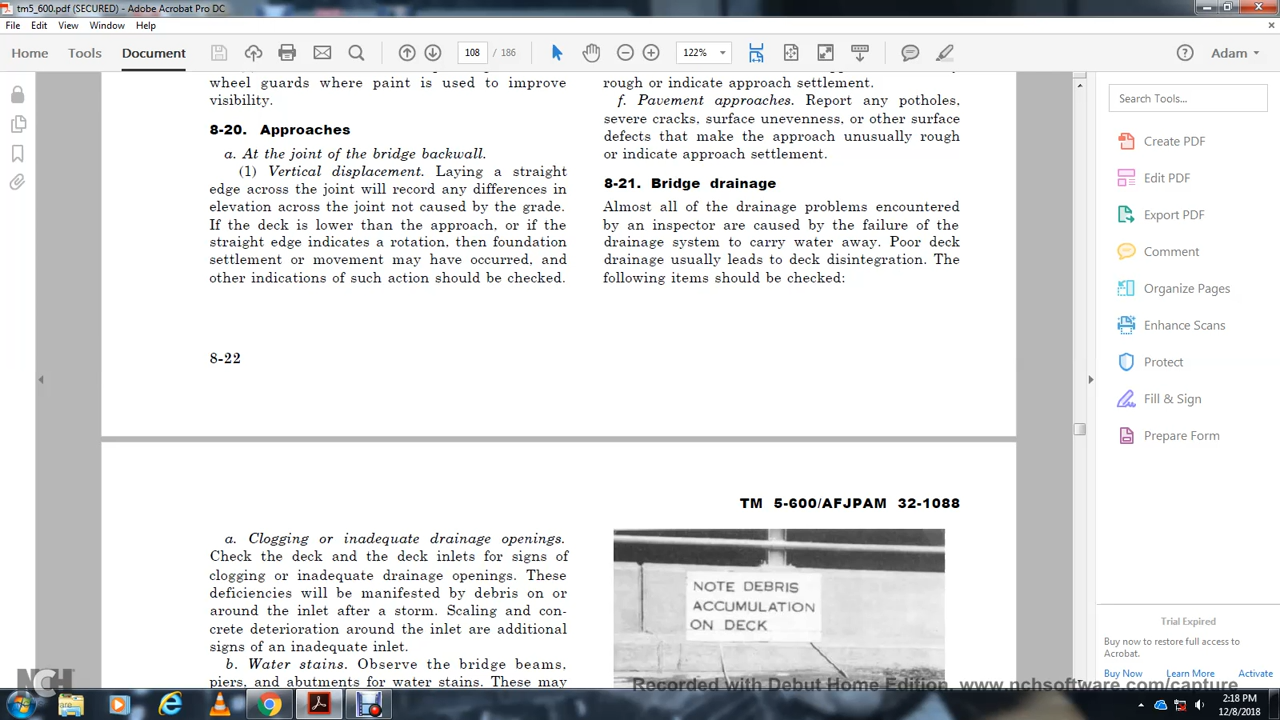 tm5_600.pdf (SECURED) - Adobe Acrobat Pro DC
File Edit View Window Help
Home Tools Document 108 / 186 122% Adam
wheel guards where paint is used to improve
visibility.
8-20. Approaches
a. At the joint of the bridge backwall.
(1) Vertical displacement. Laying a straight
edge across the joint will record any differences in
elevation across the joint not caused by the grade.
If the deck is lower than the approach, or if the
straight edge indicates a rotation, then foundation
settlement or movement may have occurred, and
other indications of such action should be checked.
8-22
rough or indicate approach settlement.
f. Pavement approaches. Report any potholes,
severe cracks, surface unevenness, or other surface
defects that make the approach unusually rough
or indicate approach settlement.
8-21. Bridge drainage
Almost all of the drainage problems encountered
by an inspector are caused by the failure of the
drainage system to carry water away. Poor deck
drainage usually leads to deck disintegration. The
following items should be checked:
TM 5-600/AFJPAM 32-1088
a. Clogging or inadequate drainage openings.
Check the deck and the deck inlets for signs of
clogging or inadequate drainage openings. These
deficiencies will be manifested by debris on or
around the inlet after a storm. Scaling and con-
crete deterioration around the inlet are additional
signs of an inadequate inlet.
b. Water stains. Observe the bridge beams,
piers, and abutments for water stains. These may
NOTE DEBRIS
ACCUMULATION
ON DECK
Search Tools...
Create PDF
Edit PDF
Export PDF
Comment
Organize Pages
Enhance Scans
Protect
Fill & Sign
Prepare Form
Trial Expired
Buy now to restore full access to
Acrobat.
Buy Now Learn More Activate
NCH
Recorded with Debut Home Edition. www.nchsoftware.com/capture
2:18 PM
12/8/2018